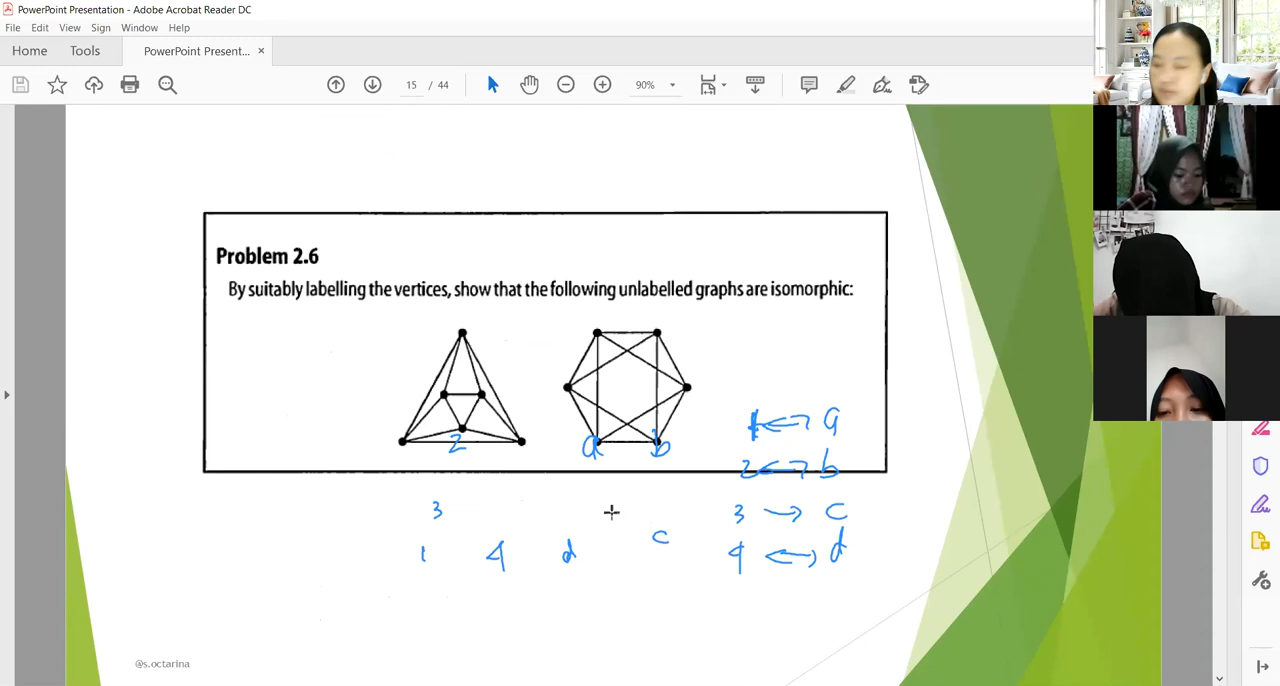 PowerPoint Presentation - Adobe Acrobat Reader DC
File Edit View Sign Window Help
Home Tools PowerPoint Present... ×
15 / 44 90%
Problem 2.6
By suitably labelling the vertices, show that the following unlabelled graphs are isomorphic:
2 a b
1 ↔ a
2 ↔ b
3 3 → c
1 4 d c 4 ↔ d
@s.octarina